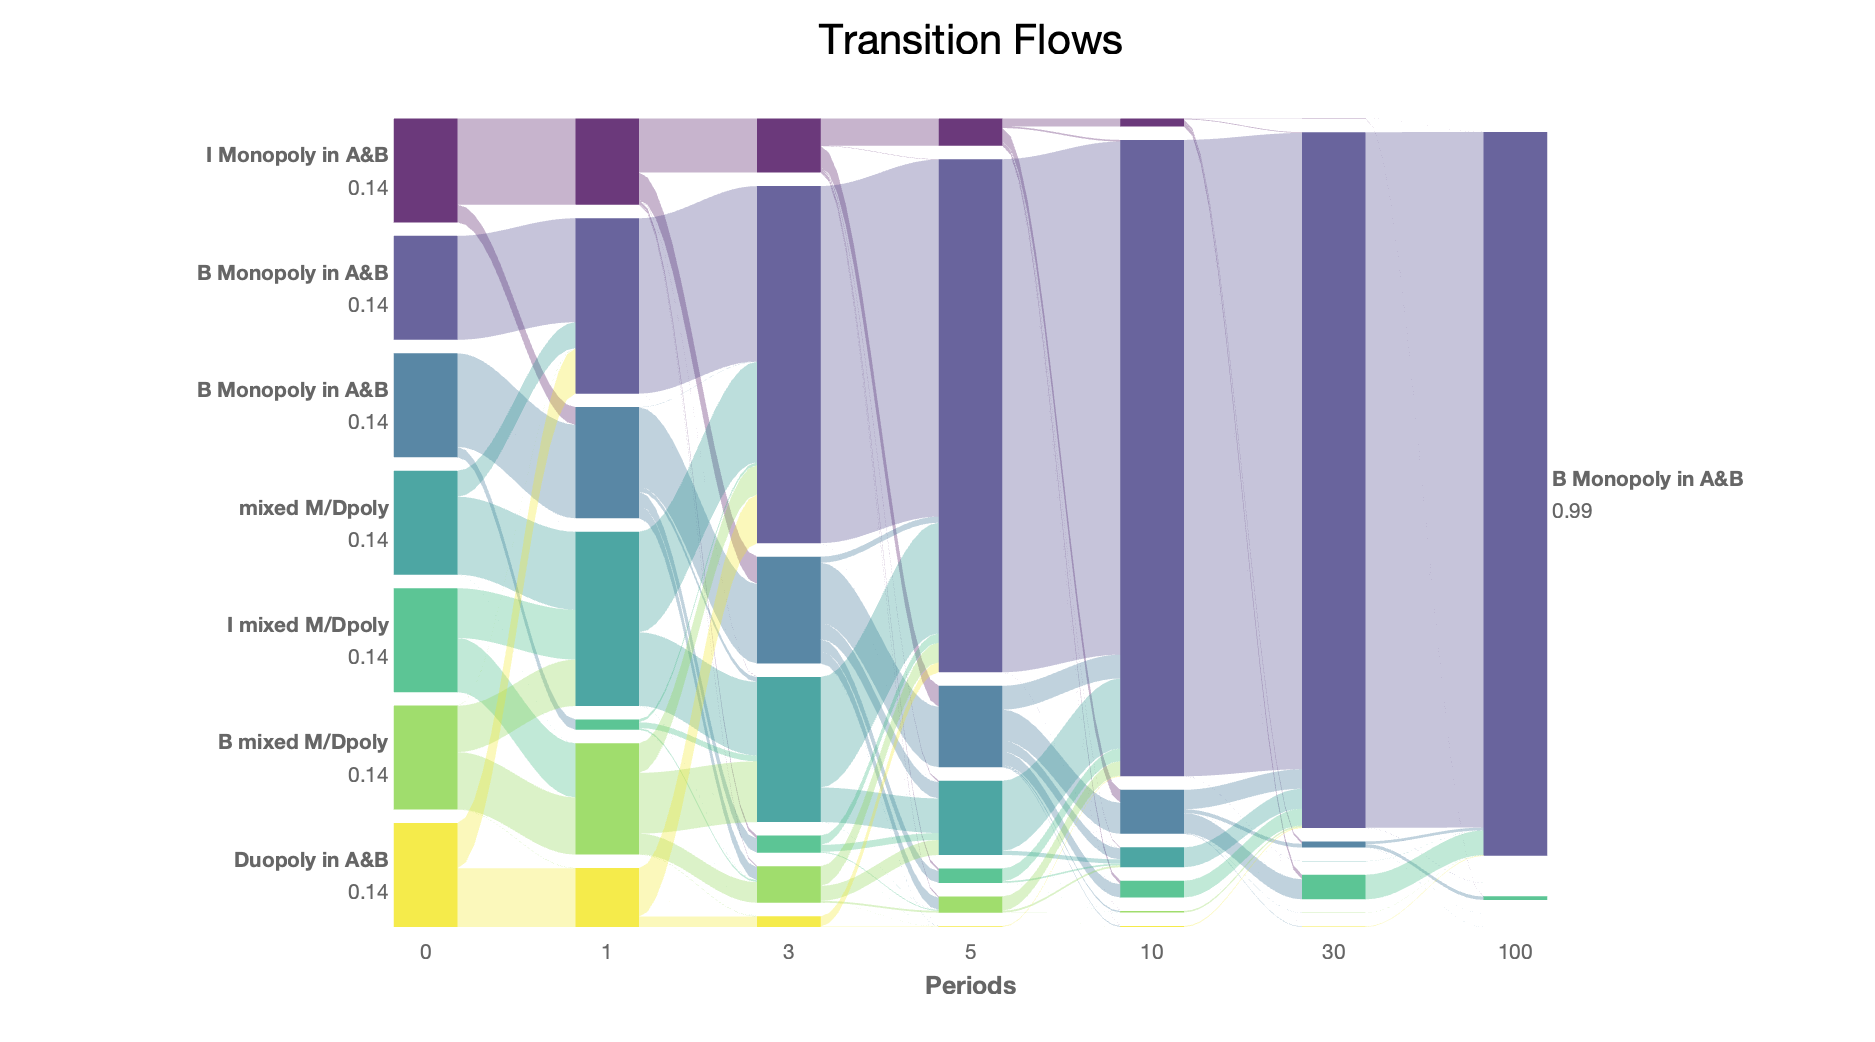 Transition Flows
I Monopoly in A&B
0.14
B Monopoly in A&B
0.14
B Monopoly in A&B
0.14
mixed M/Dpoly
0.14
I mixed M/Dpoly
0.14
B mixed M/Dpoly
0.14
Duopoly in A&B
0.14
B Monopoly in A&B
0.99
0 1 3 5 10 30 100
Periods